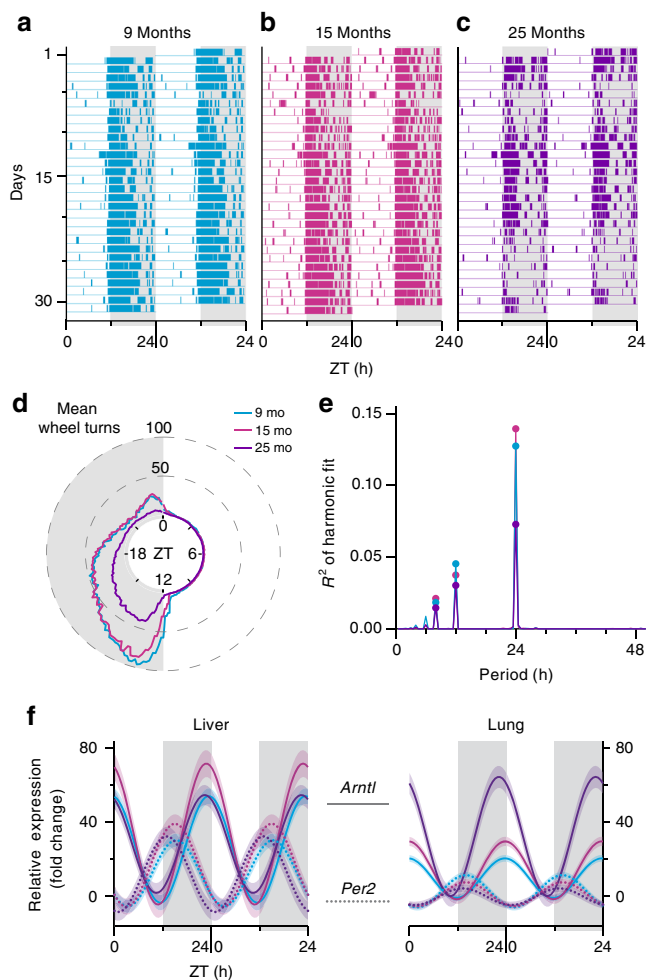 a
9 Months
b
15 Months
c
25 Months
Days
1
15
30
0
24 0
24
0
24 0
24
0
24 0
24
ZT (h)
d
Mean
wheel turns
100
50
0
18
ZT
6
12
9 mo
15 mo
25 mo
e
R² of harmonic fit
0.15
0.10
0.05
0.00
0
24
48
Period (h)
f
Liver
Lung
Relative expression
(fold change)
80
40
0
Arntl
Per2
80
40
0
0
24 0
24
0
24 0
24
ZT (h)